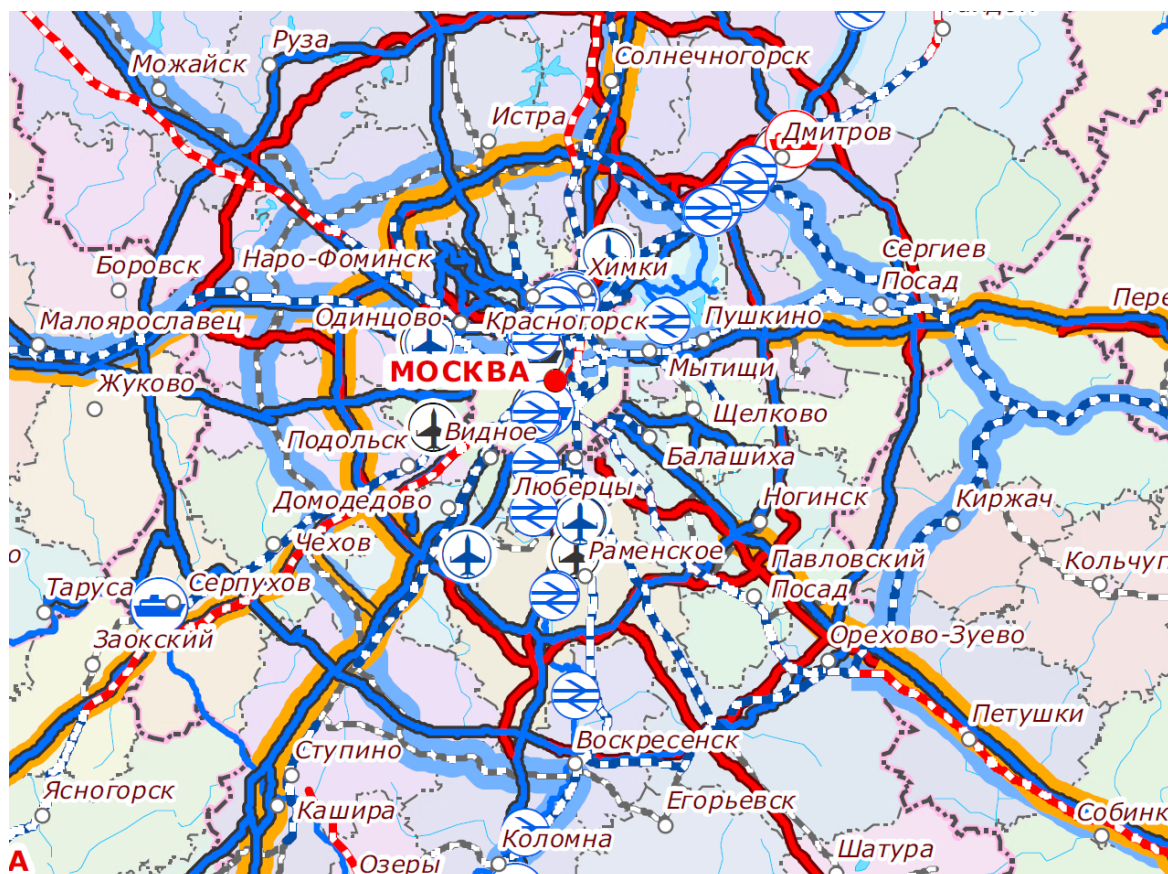 Руза
Солнечногорск
Можайск
Истра
Дмитров
Сергиев
Посад
Боровск
Наро-Фоминск
Химки
Малоярославец
Одинцово
Красногорск
Пушкино
Пере
МОСКВА
Мытищи
Жуково
Щелково
Подольск
Видное
Балашиха
Домодедово
Люберцы
Ногинск
Киржач
Чехов
Раменское
Павловский
Посад
Кольчуг
о
Таруса
Серпухов
Заокский
Орехово-Зуево
Петушки
Ступино
Воскресенск
Ясногорск
Кашира
Егорьевск
Собинк
Коломна
Озеры
Шатура
А